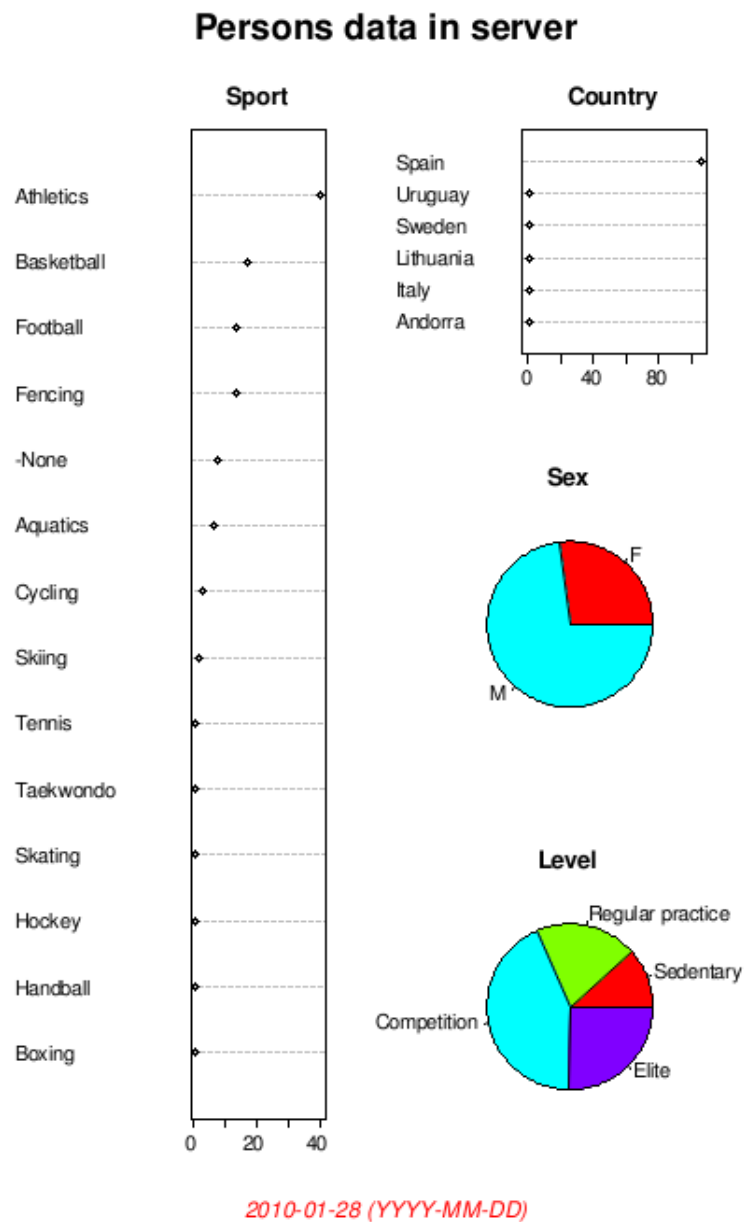 Persons data in server
Sport
Athletics
Basketball
Football
Fencing
-None
Aquatics
Cycling
Skiing
Tennis
Taekwondo
Skating
Hockey
Handball
Boxing
0 20 40
Country
Spain
Uruguay
Sweden
Lithuania
Italy
Andorra
0 40 80
Sex
F
M
Level
Regular practice
Sedentary
Competition
Elite
2010-01-28 (YYYY-MM-DD)